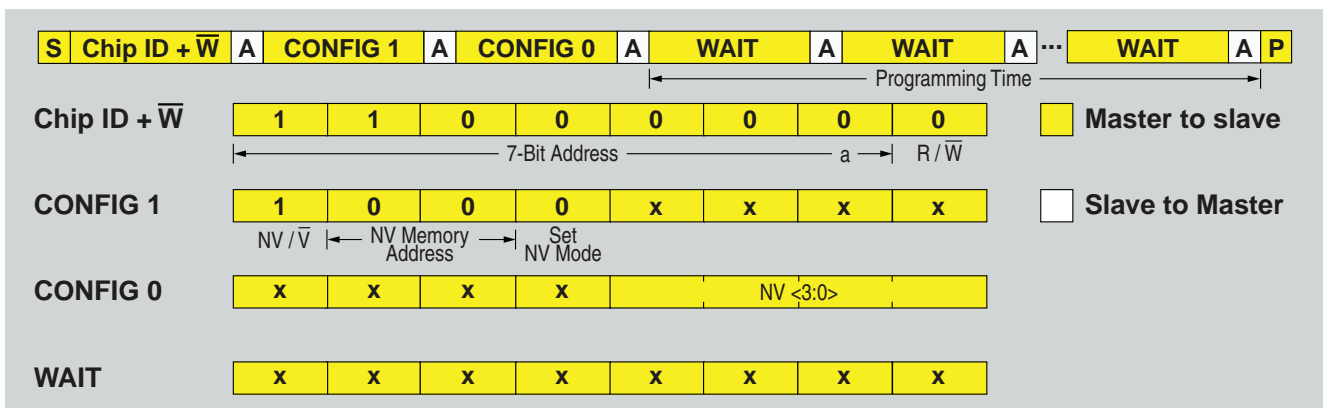 S Chip ID + W̅ A CONFIG 1 A CONFIG 0 A WAIT A WAIT A ... WAIT A P
Programming Time
Chip ID + W̅ 1 1 0 0 0 0 0 0 Master to slave
7-Bit Address a R / W̅
CONFIG 1 1 0 0 0 x x x x Slave to Master
NV / V̅ NV Memory Address Set NV Mode
CONFIG 0 x x x x NV <3:0>
WAIT x x x x x x x x